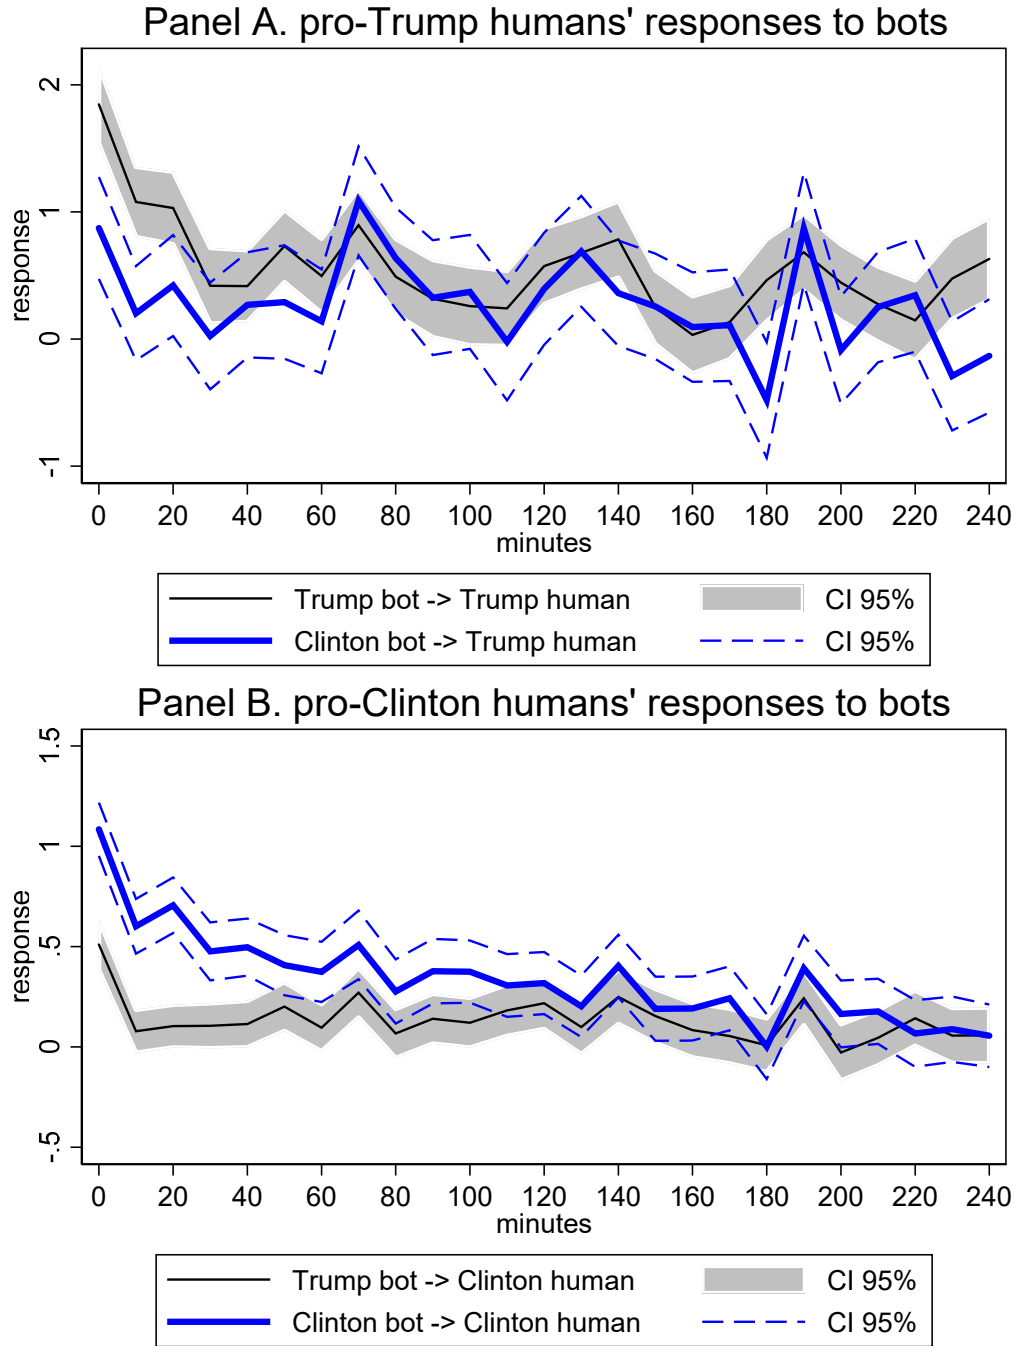 Panel A. pro-Trump humans' responses to bots
2
1
0
-1
response
0 20 40 60 80 100 120 140 160 180 200 220 240
minutes
Trump bot -> Trump human CI 95%
Clinton bot -> Trump human CI 95%
Panel B. pro-Clinton humans' responses to bots
1.5
1
.5
0
-.5
response
0 20 40 60 80 100 120 140 160 180 200 220 240
minutes
Trump bot -> Clinton human CI 95%
Clinton bot -> Clinton human CI 95%